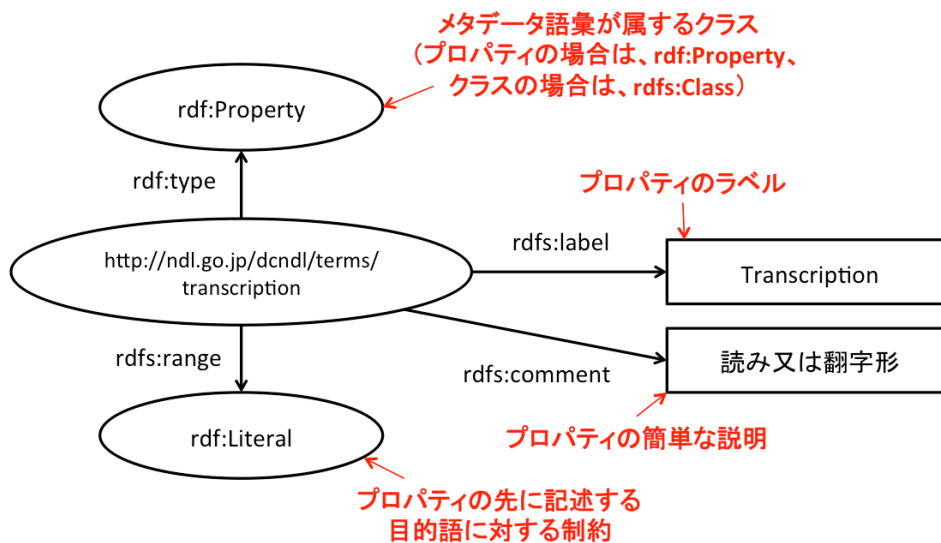 メタデータ語彙が属するクラス
（プロパティの場合は、rdf:Property、
クラスの場合は、rdfs:Class）
rdf:Property
rdf:type
プロパティのラベル
rdfs:label
http://ndl.go.jp/dcndl/terms/
transcription
Transcription
rdfs:range
rdfs:comment
読み又は翻字形
rdf:Literal
プロパティの簡単な説明
プロパティの先に記述する
目的語に対する制約